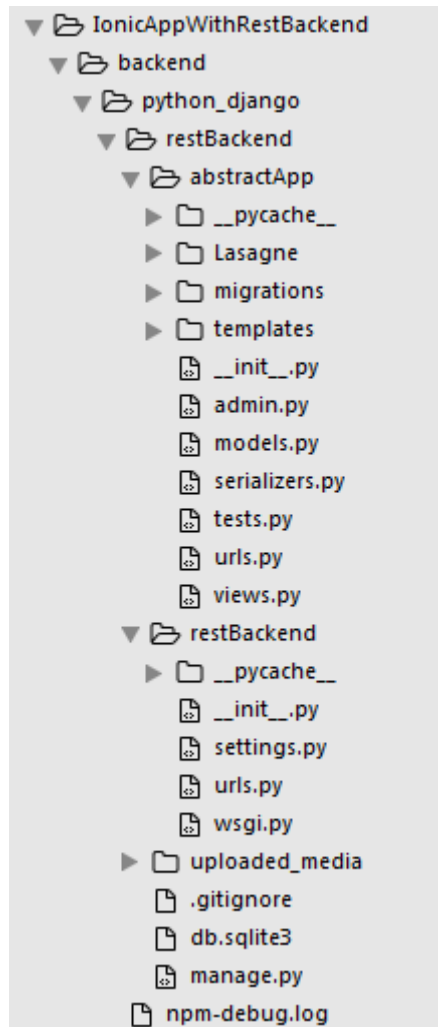 IonicAppWithRestBackend
backend
python_django
restBackend
abstractApp
__pycache__
Lasagne
migrations
templates
__init__.py
admin.py
models.py
serializers.py
tests.py
urls.py
views.py
restBackend
__pycache__
__init__.py
settings.py
urls.py
wsgi.py
uploaded_media
.gitignore
db.sqlite3
manage.py
npm-debug.log